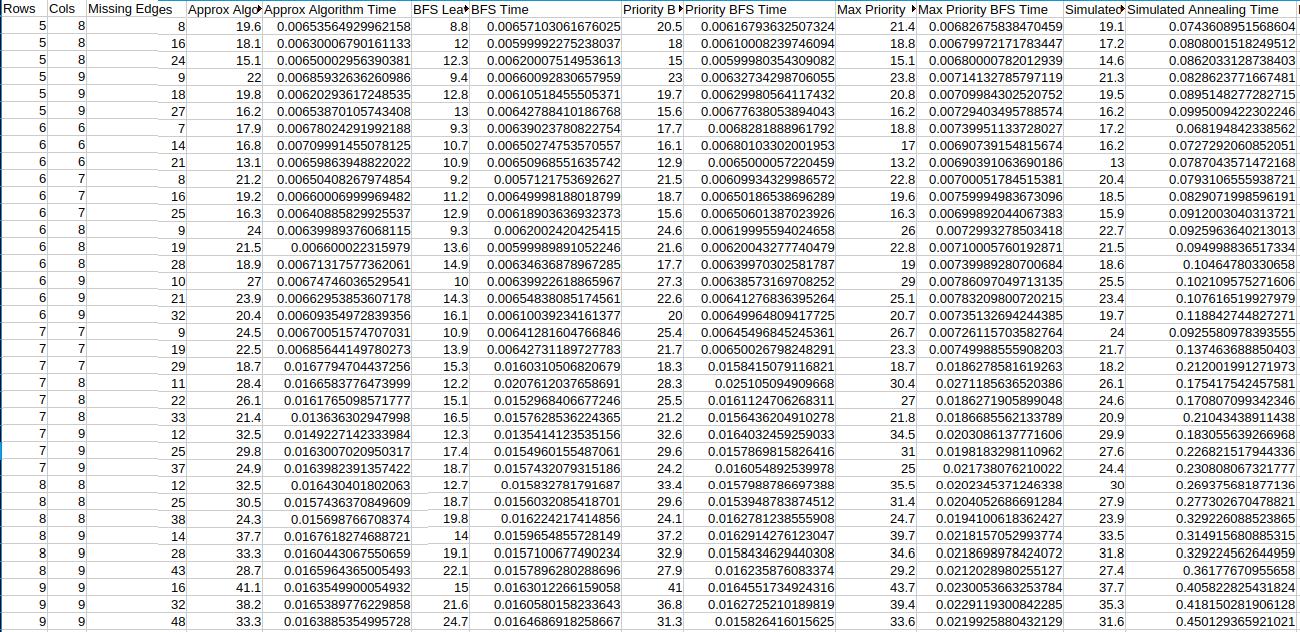 Rows Cols Missing Edges Approx Algo Approx Algorithm Time BFS Lea BFS Time Priority B Priority BFS Time Max Priority Max Priority BFS Time Simulated Simulated Annealing Time
5 8 8 19.6 0.00653564929962158 8.8 0.00657103061676025 20.5 0.00616793632507324 21.4 0.00682675838470459 19.1 0.0743608951568604
5 8 16 18.1 0.00630006790161133 12 0.00599992275238037 18 0.00610008239746094 18.8 0.00679972171783447 17.2 0.0808001518249512
5 8 24 15.1 0.00650002956390381 12.3 0.00620007514953613 15 0.00599980354309082 15.1 0.00680000782012939 14.6 0.0862033128738403
5 9 9 22 0.00685932636260986 9.4 0.00660092830657959 23 0.00632734298706055 23.8 0.00714132785797119 21.3 0.0828623771667481
5 9 18 19.8 0.00620293617248535 12.8 0.00610518455505371 19.7 0.00629980564117432 20.8 0.00709984302520752 19.5 0.0895148277282715
5 9 27 16.2 0.00653870105743408 13 0.00642788410186768 15.6 0.00677638053894043 16.2 0.00729403495788574 16.2 0.0995009422302246
6 6 7 17.9 0.00678024291992188 9.3 0.00639023780822754 17.7 0.0068281888961792 18.8 0.00739951133728027 17.2 0.068194842338562
6 6 14 16.8 0.00709991455078125 10.7 0.00650274753570557 16.1 0.00680103302001953 17 0.00690739154815674 16.2 0.0727292060852051
6 6 21 13.1 0.00659863948822022 10.9 0.00650968551635742 12.9 0.0065000057220459 13.2 0.00690391063690186 13 0.0787043571472168
6 7 8 21.2 0.00650408267974854 9.2 0.0057121753692627 21.5 0.00609934329986572 22.8 0.00700051784515381 20.4 0.0793106555938721
6 7 16 19.2 0.00660006999969482 11.2 0.00649998188018799 18.7 0.00650186538696289 19.6 0.00759994983673096 18.5 0.0829071998596191
6 7 25 16.3 0.00640885829925537 12.9 0.00618903636932373 15.6 0.00650601387023926 16.3 0.00699892044067383 15.9 0.0912003040313721
6 8 9 24 0.00639989376068115 9.3 0.0062002420425415 24.6 0.00619995594024658 26 0.0072993278503418 22.7 0.0925963640213013
6 8 19 21.5 0.006600022315979 13.6 0.00599989891052246 21.6 0.00620043277740479 22.8 0.00710005760192871 21.5 0.094998836517334
6 8 28 18.9 0.00671317577362061 14.9 0.00634636878967285 17.7 0.00639970302581787 19 0.00739989280700684 18.6 0.10464780330658
6 9 10 27 0.00674746036529541 10 0.00639922618865967 27.3 0.00638573169708252 29 0.00786097049713135 25.5 0.102109575271606
6 9 21 23.9 0.00662953853607178 14.3 0.00654838085174561 22.6 0.00641276836395264 25.1 0.00783209800720215 23.4 0.107616519927979
6 9 32 20.4 0.00609354972839356 16.1 0.00610039234161377 20 0.00649964809417725 20.7 0.00735132694244385 19.7 0.118842744827271
7 7 9 24.5 0.00670051574707031 10.9 0.00641281604766846 25.4 0.00645496845245361 26.7 0.00726115703582764 24 0.0925580978393555
7 7 19 22.5 0.00685644149780273 13.9 0.00642731189727783 21.7 0.00650026798248291 23.3 0.00749988555908203 21.7 0.137463688850403
7 7 29 18.7 0.0167794704437256 15.3 0.0160310506820679 18.3 0.0158415079116821 18.7 0.0186278581619263 18.2 0.212001991271973
7 8 11 28.4 0.0166583776473999 12.2 0.0207612037658691 28.3 0.025105094909668 30.4 0.0271185636520386 26.1 0.175417542457581
7 8 22 26.1 0.0161765098571777 15.1 0.0152968406677246 25.5 0.0161124706268311 27 0.0186271905899048 24.6 0.170807099342346
7 8 33 21.4 0.013636302947998 16.5 0.0157628536224365 21.2 0.0156436204910278 21.8 0.0186685562133789 20.9 0.21043438911438
7 9 12 32.5 0.0149227142333984 12.3 0.0135414123535156 32.6 0.0164032459259033 34.5 0.0203086137771606 29.9 0.183055639266968
7 9 25 29.8 0.0163007020950317 17.4 0.0154960155487061 29.6 0.0157869815826416 31 0.0198183298110962 27.6 0.226821517944336
7 9 37 24.9 0.0163982391357422 18.7 0.0157432079315186 24.2 0.016054892539978 25 0.021738076210022 24.4 0.230808067321777
8 8 12 32.5 0.016430401802063 12.7 0.015832781791687 33.4 0.0157988786697388 35.5 0.0202345371246338 30 0.269375681877136
8 8 25 30.5 0.0157436370849609 18.7 0.0156032085418701 29.6 0.0153948783874512 31.4 0.0204052686691284 27.9 0.277302670478821
8 8 38 24.3 0.015698766708374 19.8 0.016224217414856 24.1 0.0162781238555908 24.7 0.0194100618362427 23.9 0.329226088523865
8 9 14 37.7 0.0167618274688721 14 0.0159654855728149 37.2 0.0162914276123047 39.7 0.0218157052993774 33.5 0.314915680885315
8 9 28 33.3 0.0160443067550659 19.1 0.0157100677490234 32.9 0.0158434629440308 34.6 0.0218698978424072 31.8 0.329224562644959
8 9 43 28.7 0.0165964365005493 22.1 0.0157896280288696 27.9 0.016235876083374 29.2 0.0212028980255127 27.4 0.36177670955658
9 9 16 41.1 0.0163549900054932 15 0.0163012266159058 41 0.0164551734924316 43.7 0.0230053663253784 37.7 0.405822825431824
9 9 32 38.2 0.0165389776229858 21.6 0.0160580158233643 36.8 0.0162725210189819 39.4 0.0229119300842285 35.3 0.418150281906128
9 9 48 33.3 0.0163885354995728 24.7 0.0164686918258667 31.3 0.015826416015625 33.6 0.0219925880432129 31.6 0.450129365921021